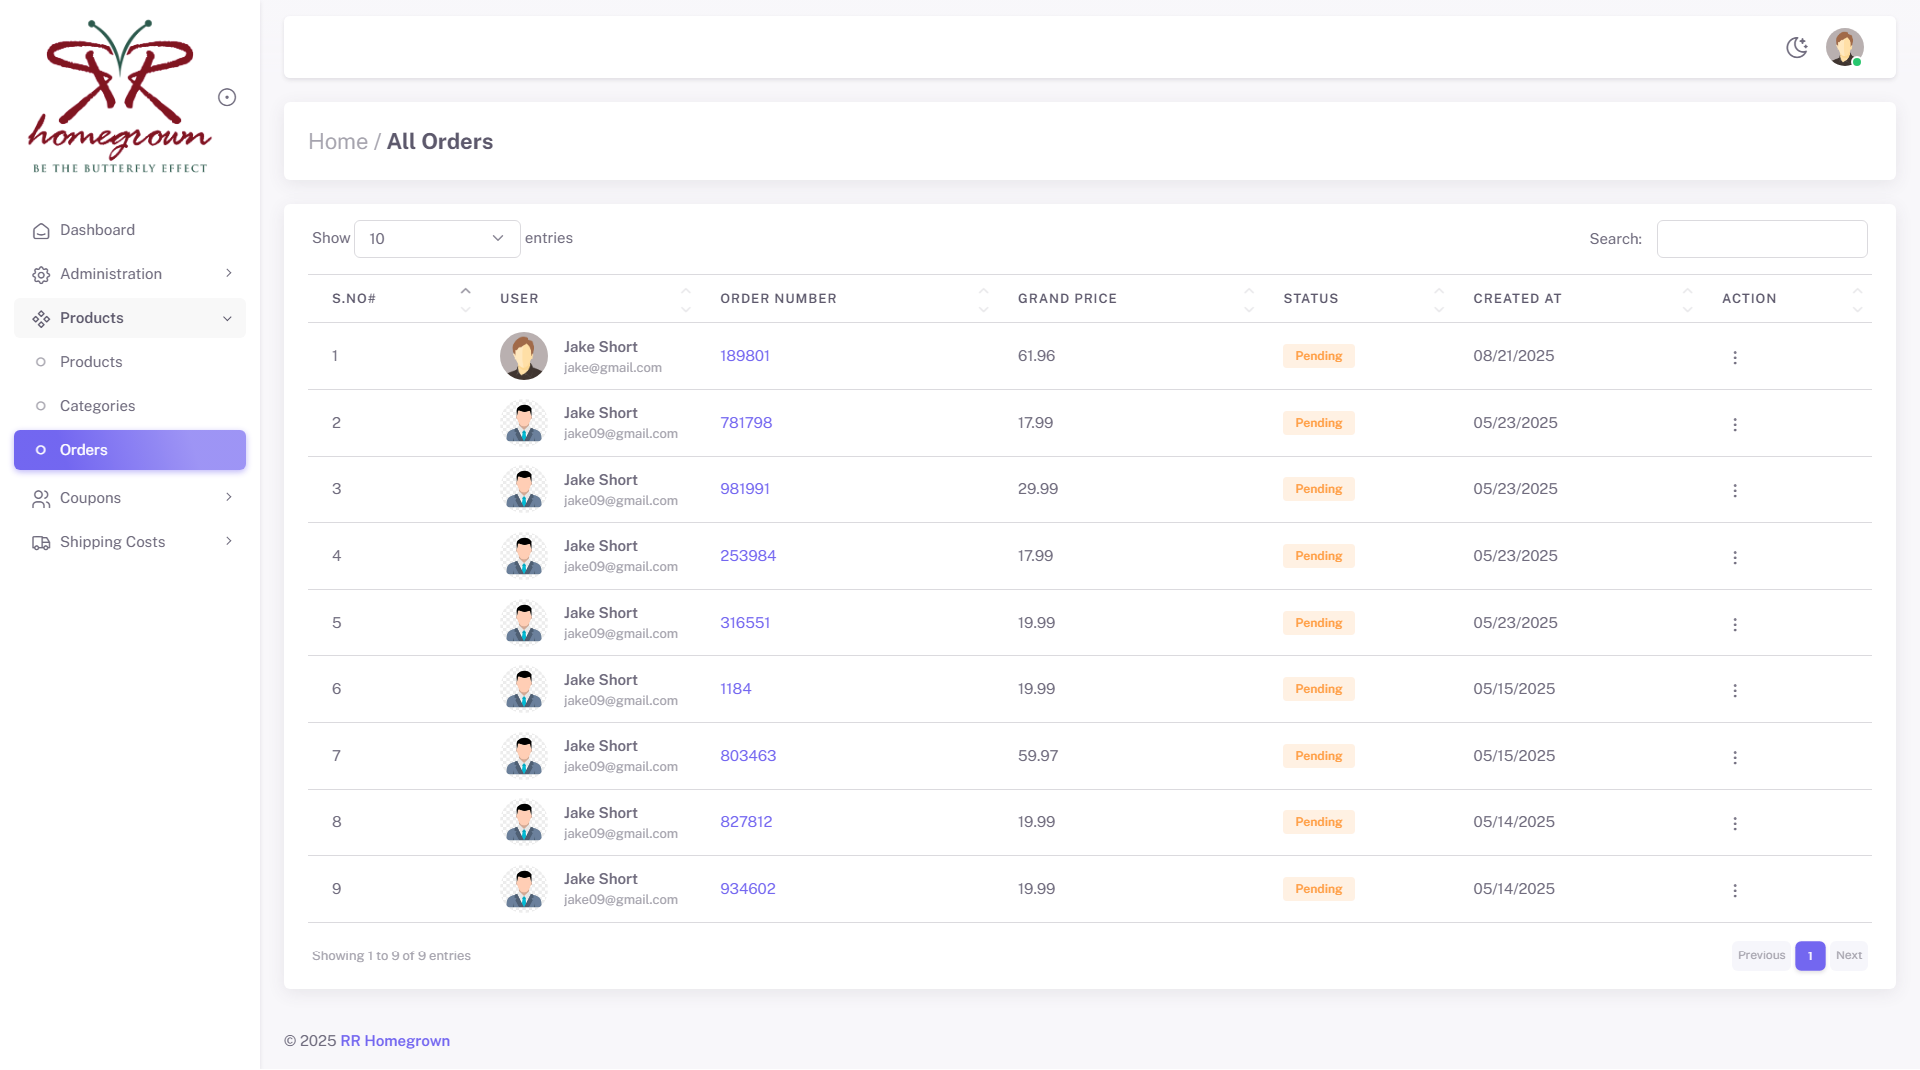 homegrown
BE THE BUTTERFLY EFFECT
Dashboard
Administration
Products
Products
Categories
Orders
Coupons
Shipping Costs
Home / All Orders
Show 10 entries
Search:
S.NO# USER ORDER NUMBER GRAND PRICE STATUS CREATED AT ACTION
1 Jake Short jake@gmail.com 189801 61.96 Pending 08/21/2025
2 Jake Short jake09@gmail.com 781798 17.99 Pending 05/23/2025
3 Jake Short jake09@gmail.com 981991 29.99 Pending 05/23/2025
4 Jake Short jake09@gmail.com 253984 17.99 Pending 05/23/2025
5 Jake Short jake09@gmail.com 316551 19.99 Pending 05/23/2025
6 Jake Short jake09@gmail.com 1184 19.99 Pending 05/15/2025
7 Jake Short jake09@gmail.com 803463 59.97 Pending 05/15/2025
8 Jake Short jake09@gmail.com 827812 19.99 Pending 05/14/2025
9 Jake Short jake09@gmail.com 934602 19.99 Pending 05/14/2025
Showing 1 to 9 of 9 entries
Previous 1 Next
© 2025 RR Homegrown